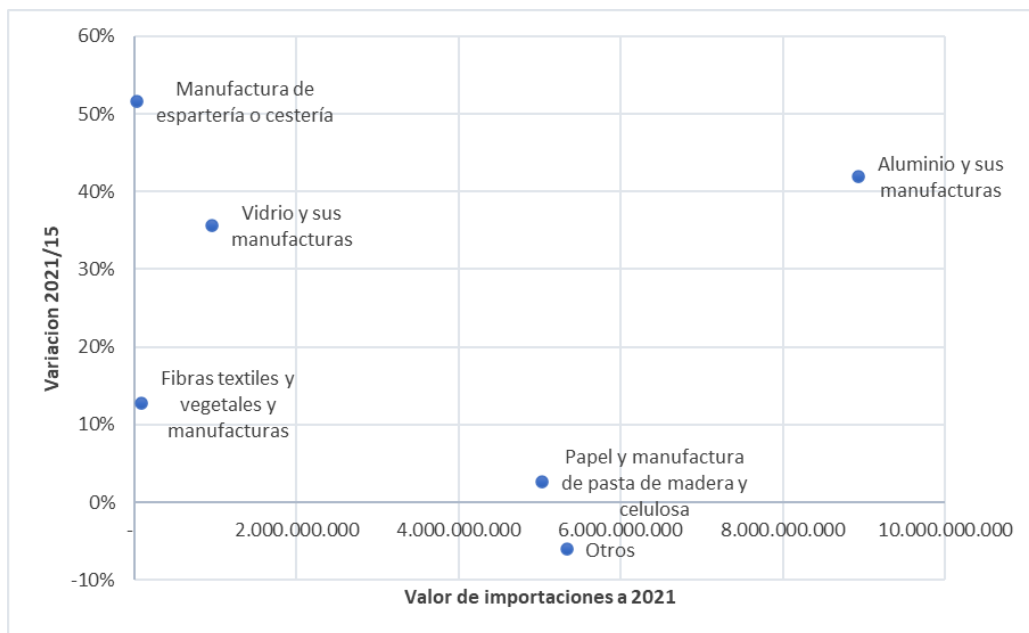 60%
50%
40%
30%
20%
10%
0%
-10%
Variacion 2021/15
Manufactura de
espartería o cestería
Aluminio y sus
manufacturas
Vidrio y sus
manufacturas
Fibras textiles y
vegetales y
manufacturas
Papel y manufactura
de pasta de madera y
celulosa
Otros
-
2.000.000.000
4.000.000.000
6.000.000.000
8.000.000.000
10.000.000.000
Valor de importaciones a 2021